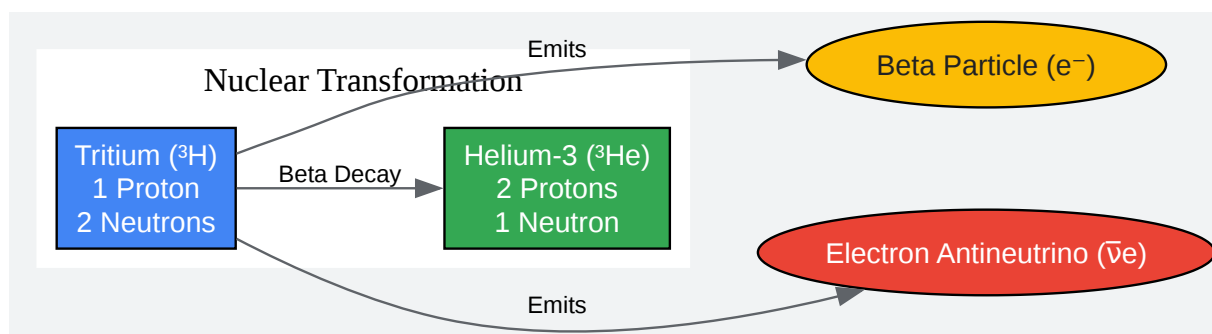 Emits
Beta Particle (e⁻)
Nuclear Transformation
Tritium (³H)
1 Proton
2 Neutrons
Beta Decay
Helium-3 (³He)
2 Protons
1 Neutron
Electron Antineutrino (ν̅e)
Emits